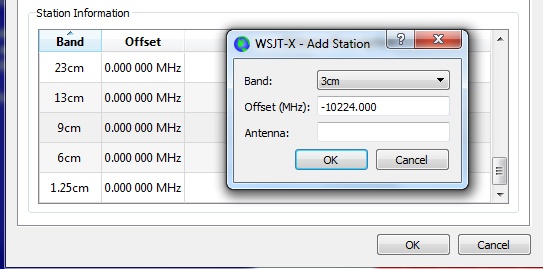 Station Information
Band Offset
23cm 0.000 000 MHz
13cm 0.000 000 MHz
9cm 0.000 000 MHz
6cm 0.000 000 MHz
1.25cm 0.000 000 MHz
WSJT-X - Add Station
Band: 3cm
Offset (MHz): -10224.000
Antenna:
OK Cancel
OK Cancel